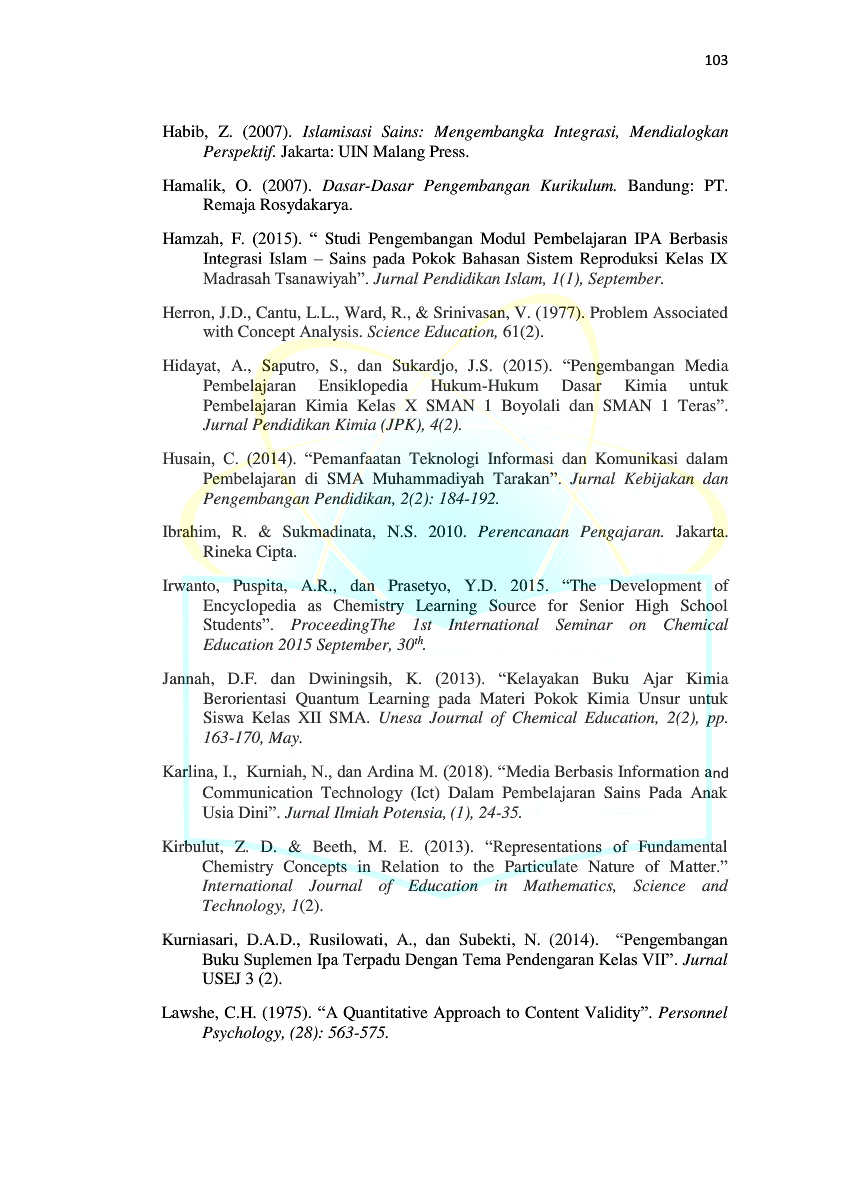 103
Habib, Z. (2007). Islamisasi Sains: Mengembangka Integrasi, Mendialogkan
Perspektif. Jakarta: UIN Malang Press.
Hamalik, O. (2007). Dasar-Dasar Pengembangan Kurikulum. Bandung: PT.
Remaja Rosydakarya.
Hamzah, F. (2015). “ Studi Pengembangan Modul Pembelajaran IPA Berbasis
Integrasi Islam – Sains pada Pokok Bahasan Sistem Reproduksi Kelas IX
Madrasah Tsanawiyah”. Jurnal Pendidikan Islam, 1(1), September.
Herron, J.D., Cantu, L.L., Ward, R., & Srinivasan, V. (1977). Problem Associated
with Concept Analysis. Science Education, 61(2).
Hidayat, A., Saputro, S., dan Sukardjo, J.S. (2015). “Pengembangan Media
Pembelajaran Ensiklopedia Hukum-Hukum Dasar Kimia untuk
Pembelajaran Kimia Kelas X SMAN 1 Boyolali dan SMAN 1 Teras”.
Jurnal Pendidikan Kimia (JPK), 4(2).
Husain, C. (2014). “Pemanfaatan Teknologi Informasi dan Komunikasi dalam
Pembelajaran di SMA Muhammadiyah Tarakan”. Jurnal Kebijakan dan
Pengembangan Pendidikan, 2(2): 184-192.
Ibrahim, R. & Sukmadinata, N.S. 2010. Perencanaan Pengajaran. Jakarta.
Rineka Cipta.
Irwanto, Puspita, A.R., dan Prasetyo, Y.D. 2015. “The Development of
Encyclopedia as Chemistry Learning Source for Senior High School
Students”. ProceedingThe 1st International Seminar on Chemical
Education 2015 September, 30th.
Jannah, D.F. dan Dwiningsih, K. (2013). “Kelayakan Buku Ajar Kimia
Berorientasi Quantum Learning pada Materi Pokok Kimia Unsur untuk
Siswa Kelas XII SMA. Unesa Journal of Chemical Education, 2(2), pp.
163-170, May.
Karlina, I., Kurniah, N., dan Ardina M. (2018). “Media Berbasis Information and
Communication Technology (Ict) Dalam Pembelajaran Sains Pada Anak
Usia Dini”. Jurnal Ilmiah Potensia, (1), 24-35.
Kirbulut, Z. D. & Beeth, M. E. (2013). “Representations of Fundamental
Chemistry Concepts in Relation to the Particulate Nature of Matter.”
International Journal of Education in Mathematics, Science and
Technology, 1(2).
Kurniasari, D.A.D., Rusilowati, A., dan Subekti, N. (2014). “Pengembangan
Buku Suplemen Ipa Terpadu Dengan Tema Pendengaran Kelas VII”. Jurnal
USEJ 3 (2).
Lawshe, C.H. (1975). “A Quantitative Approach to Content Validity”. Personnel
Psychology, (28): 563-575.